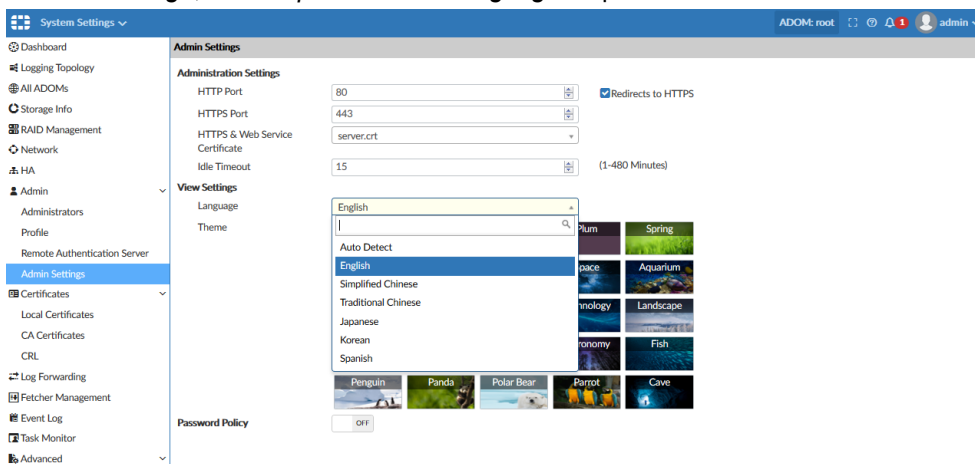 System Settings
ADOM: root
1
admin
Dashboard
Logging Topology
All ADOMs
Storage Info
RAID Management
Network
HA
Admin
Administrators
Profile
Remote Authentication Server
Admin Settings
Certificates
Local Certificates
CA Certificates
CRL
Log Forwarding
Fetcher Management
Event Log
Task Monitor
Advanced
Admin Settings
Administration Settings
HTTP Port
80
Redirects to HTTPS
HTTPS Port
443
HTTPS & Web Service
Certificate
server.crt
Idle Timeout
15
(1-480 Minutes)
View Settings
Language
English
Theme
Auto Detect
English
Simplified Chinese
Traditional Chinese
Japanese
Korean
Spanish
Plum
Spring
pace
Aquarium
hnology
Landscape
ronomy
Fish
Penguin
Panda
Polar Bear
Parrot
Cave
Password Policy
OFF